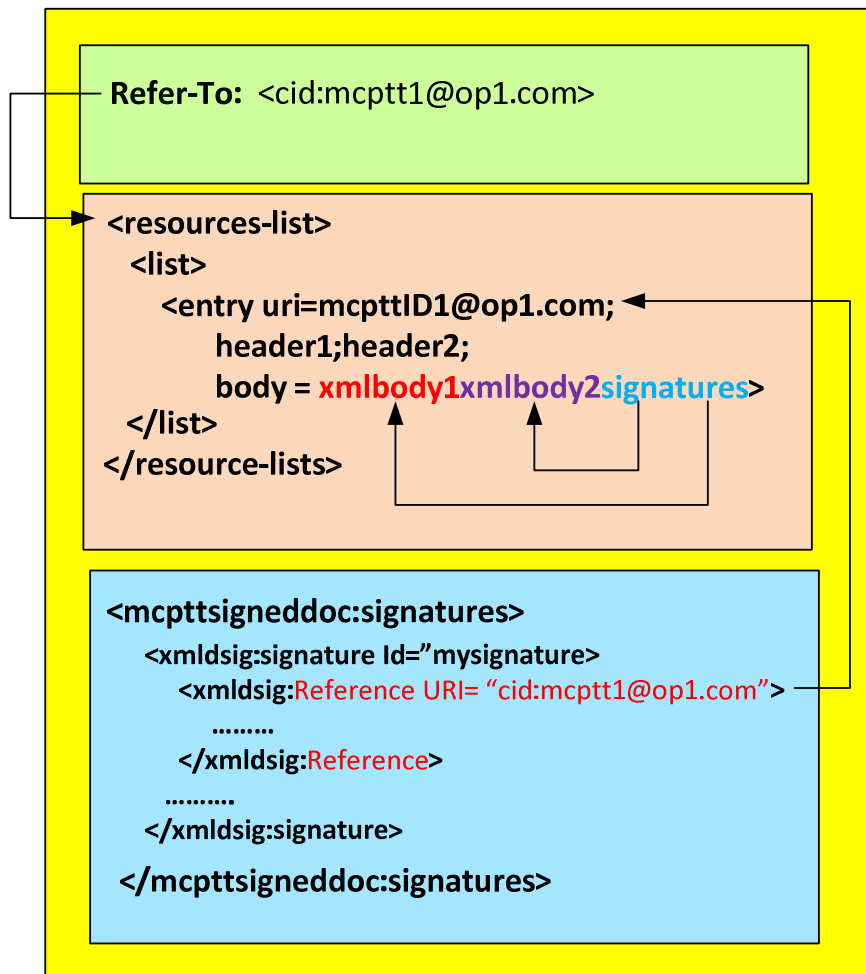 Refer-To: <cid:mcptt1@op1.com>
<resources-list>
<list>
<entry uri=mcpttID1@op1.com;
header1;header2;
body = xmlbody1xmlbody2signatures>
</list>
</resource-lists>
<mcpttsigneddoc:signatures>
<xmldsig:signature Id=”mysignature>
<xmldsig:Reference URI= “cid:mcptt1@op1.com”>
………
</xmldsig:Reference>
……….
</xmldsig:signature>
</mcpttsigneddoc:signatures>